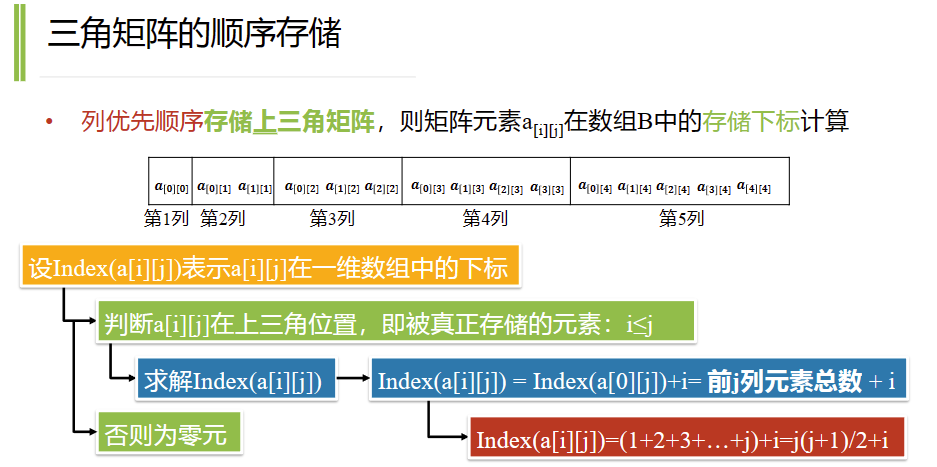 三角矩阵的顺序存储
• 列优先顺序存储上三角矩阵，则矩阵元素a[i][j]在数组B中的存储下标计算
a[0][0] a[0][1] a[1][1] a[0][2] a[1][2] a[2][2] a[0][3] a[1][3] a[2][3] a[3][3] a[0][4] a[1][4] a[2][4] a[3][4] a[4][4]
第1列 第2列 第3列 第4列 第5列
设Index(a[i][j])表示a[i][j]在一维数组中的下标
判断a[i][j]在上三角位置，即被真正存储的元素：i≤j
求解Index(a[i][j]) Index(a[i][j]) = Index(a[0][j])+i= 前j列元素总数 + i
否则为零元
Index(a[i][j])=(1+2+3+…+j)+i=j(j+1)/2+i